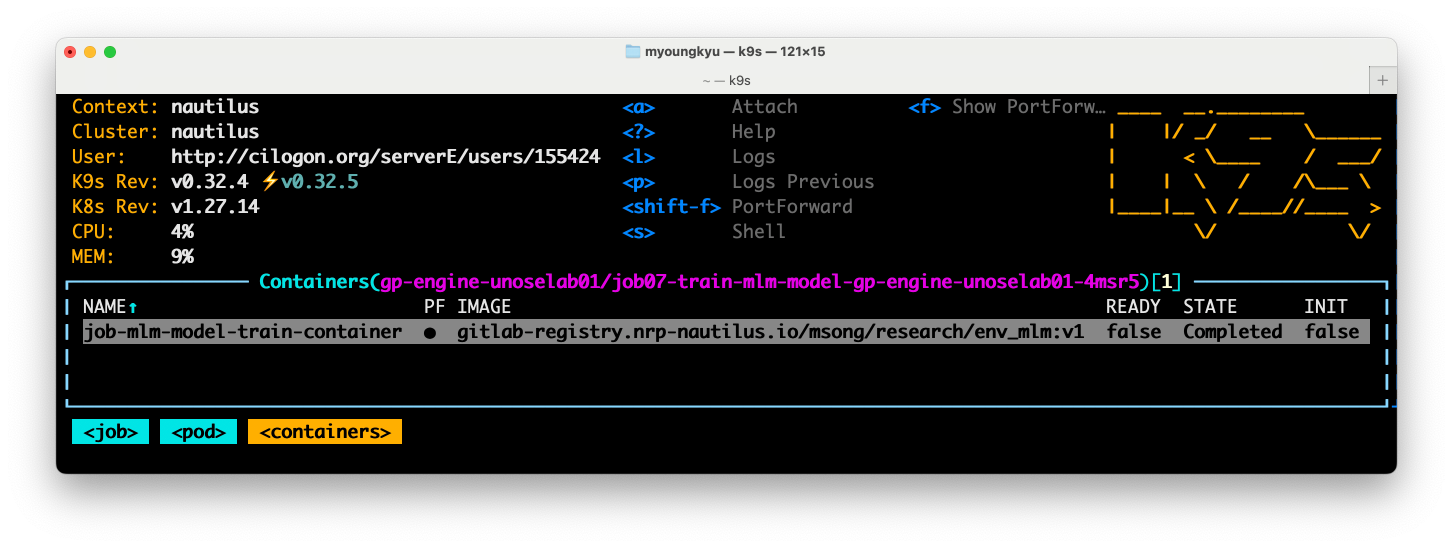 myoungkyu — k9s — 121×15
~ — k9s
Context: nautilus <a> Attach <f> Show PortForw…
Cluster: nautilus <?> Help
User: http://cilogon.org/serverE/users/155424 <l> Logs
K9s Rev: v0.32.4 ⚡v0.32.5 <p> Logs Previous
K8s Rev: v1.27.14 <shift-f> PortForward
CPU: 4% <s> Shell
MEM: 9%
Containers(gp-engine-unoselab01/job07-train-mlm-model-gp-engine-unoselab01-4msr5)[1]
NAME↑ PF IMAGE READY STATE INIT
job-mlm-model-train-container ● gitlab-registry.nrp-nautilus.io/msong/research/env_mlm:v1 false Completed false
<job> <pod> <containers>